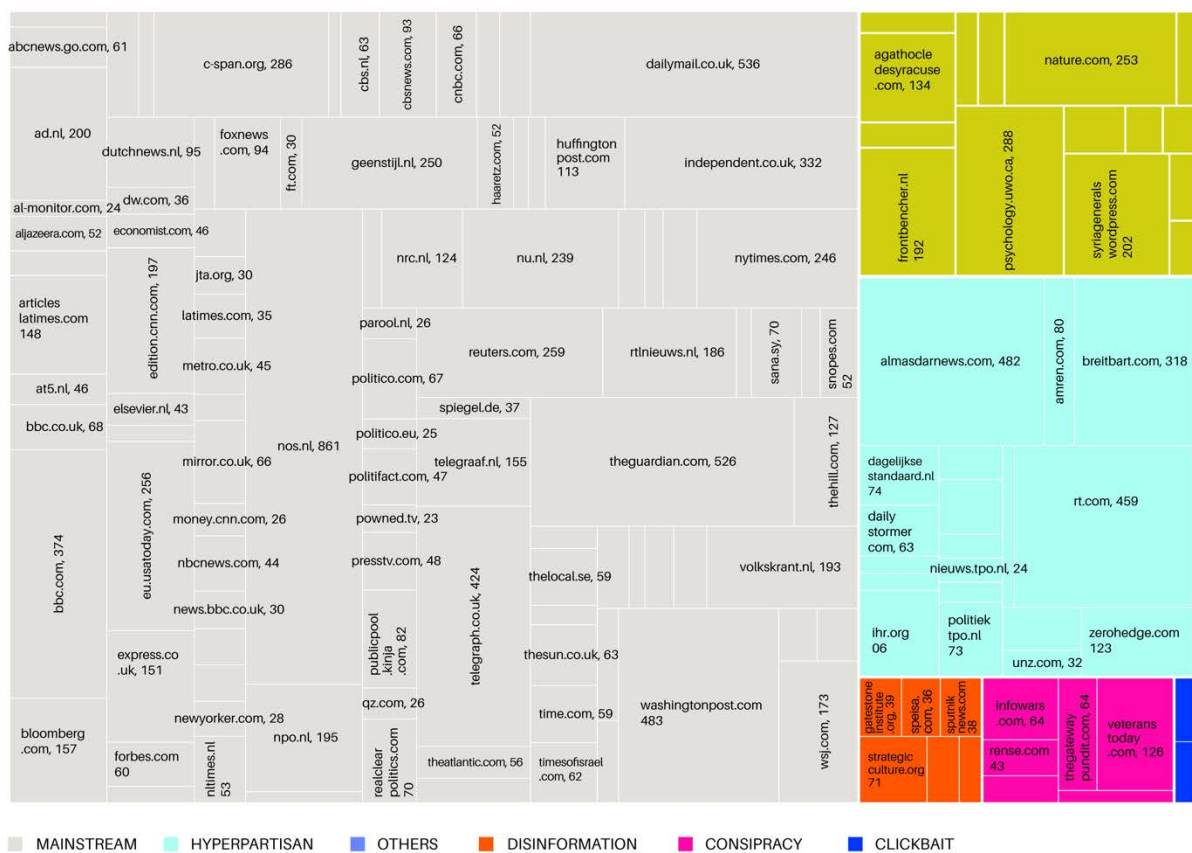 abcnews.go.com, 61
c-span.org, 286
cbs.nl, 63
cbsnews.com, 93
cnbc.com, 66
dailymail.co.uk, 536
ad.nl, 200
dutchnews.nl, 95
foxnews
.com, 94
ft.com, 30
geenstijl.nl, 250
haaretz.com, 52
huffington
post.com
113
independent.co.uk, 332
al-monitor.com, 24
dw.com, 36
aljazeera.com, 52
economist.com, 46
articles
latimes.com
148
edition.cnn.com, 197
jta.org, 30
latimes.com, 35
metro.co.uk, 45
nos.nl, 861
nrc.nl, 124
nu.nl, 239
nytimes.com, 246
parool.nl, 26
reuters.com, 259
rtlnieuws.nl, 186
sana.sy, 70
snopes.com
52
politico.com, 67
at5.nl, 46
elsevier.nl, 43
spiegel.de, 37
bbc.co.uk, 68
mirror.co.uk, 66
politico.eu, 25
telegraaf.nl, 155
theguardian.com, 526
thehill.com, 127
politifact.com, 47
eu.usatoday.com, 256
money.cnn.com, 26
powned.tv, 23
bbc.com, 374
nbcnews.com, 44
presstv.com, 48
telegraph.co.uk, 424
thelocal.se, 59
volkskrant.nl, 193
news.bbc.co.uk, 30
publicpool
.kinja
.com, 82
express.co
.uk, 151
thesun.co.uk, 63
washingtonpost.com
483
wsj.com, 173
bloomberg
.com, 157
newyorker.com, 28
npo.nl, 195
qz.com, 26
time.com, 59
forbes.com
60
nltimes.nl
53
realclear
politics.com
70
theatlantic.com, 56
timesofisrael
.com, 62
agathocle
desyracuse
.com, 134
nature.com, 253
frontbencher.nl
192
psychology.uwo.ca, 288
syriagenerals
wordpress.com
202
almasdarnews.com, 482
amren.com, 80
breitbart.com, 318
dagelijkse
standaard.nl
74
rt.com, 459
daily
stormer
com, 63
nieuws.tpo.nl, 24
ihr.org
06
politiek
tpo.nl
73
unz.com, 32
zerohedge.com
123
gatestone
institute
.org, 39
speisa.
com, 36
sputnik
news.com
38
strategic
culture.org
71
infowars
.com, 64
rense.com
43
thegateway
pundit.com, 64
veterans
today
.com, 126
MAINSTREAM
HYPERPARTISAN
OTHERS
DISINFORMATION
CONSPIRACY
CLICKBAIT